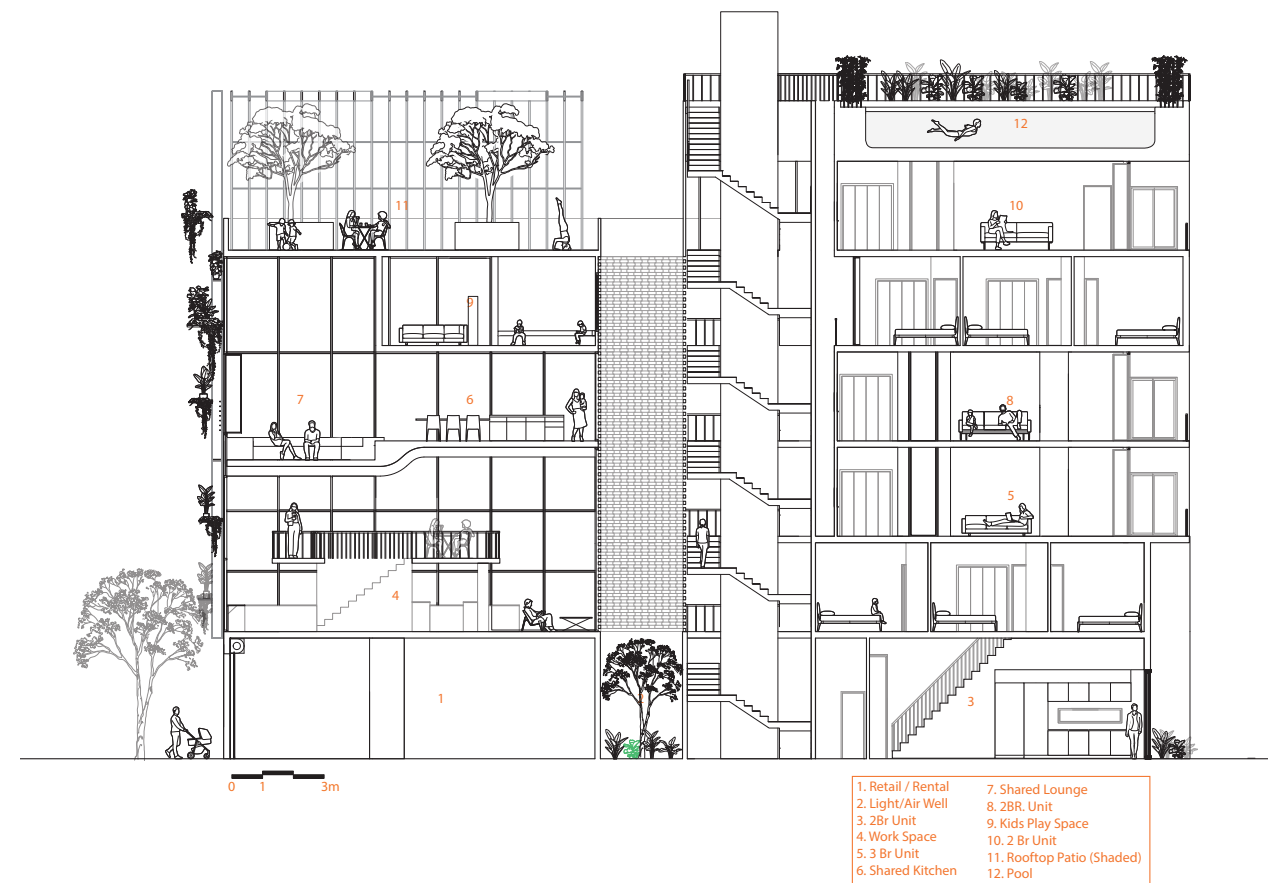 12
11
10
9
7
6
8
5
4
1
2
3
0 1 3m
1. Retail / Rental
2. Light/Air Well
3. 2Br Unit
4. Work Space
5. 3 Br Unit
6. Shared Kitchen
7. Shared Lounge
8. 2BR. Unit
9. Kids Play Space
10. 2 Br Unit
11. Rooftop Patio (Shaded)
12. Pool